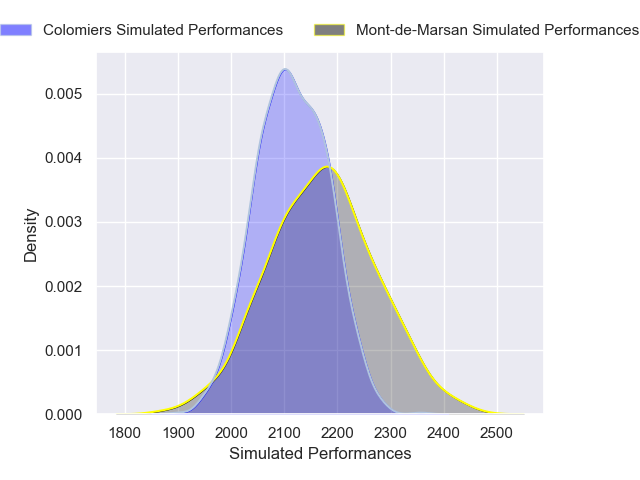 Colomiers Simulated Performances
Mont-de-Marsan Simulated Performances
0.005
0.004
0.003
0.002
0.001
0.000
Density
1800 1900 2000 2100 2200 2300 2400 2500
Simulated Performances